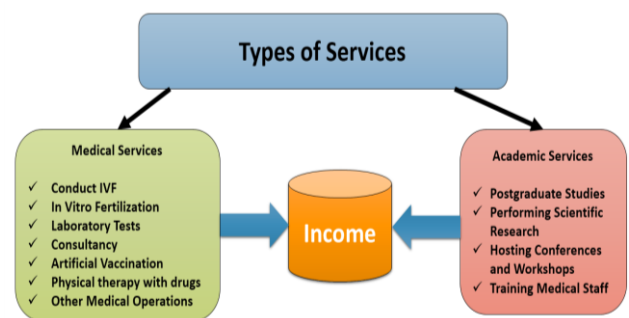 Types of Services
Medical Services
✓ Conduct IVF
✓ In Vitro Fertilization
✓ Laboratory Tests
✓ Consultancy
✓ Artificial Vaccination
✓ Physical therapy with drugs
✓ Other Medical Operations
Income
Academic Services
✓ Postgraduate Studies
✓ Performing Scientific
Research
✓ Hosting Conferences
and Workshops
✓ Training Medical Staff